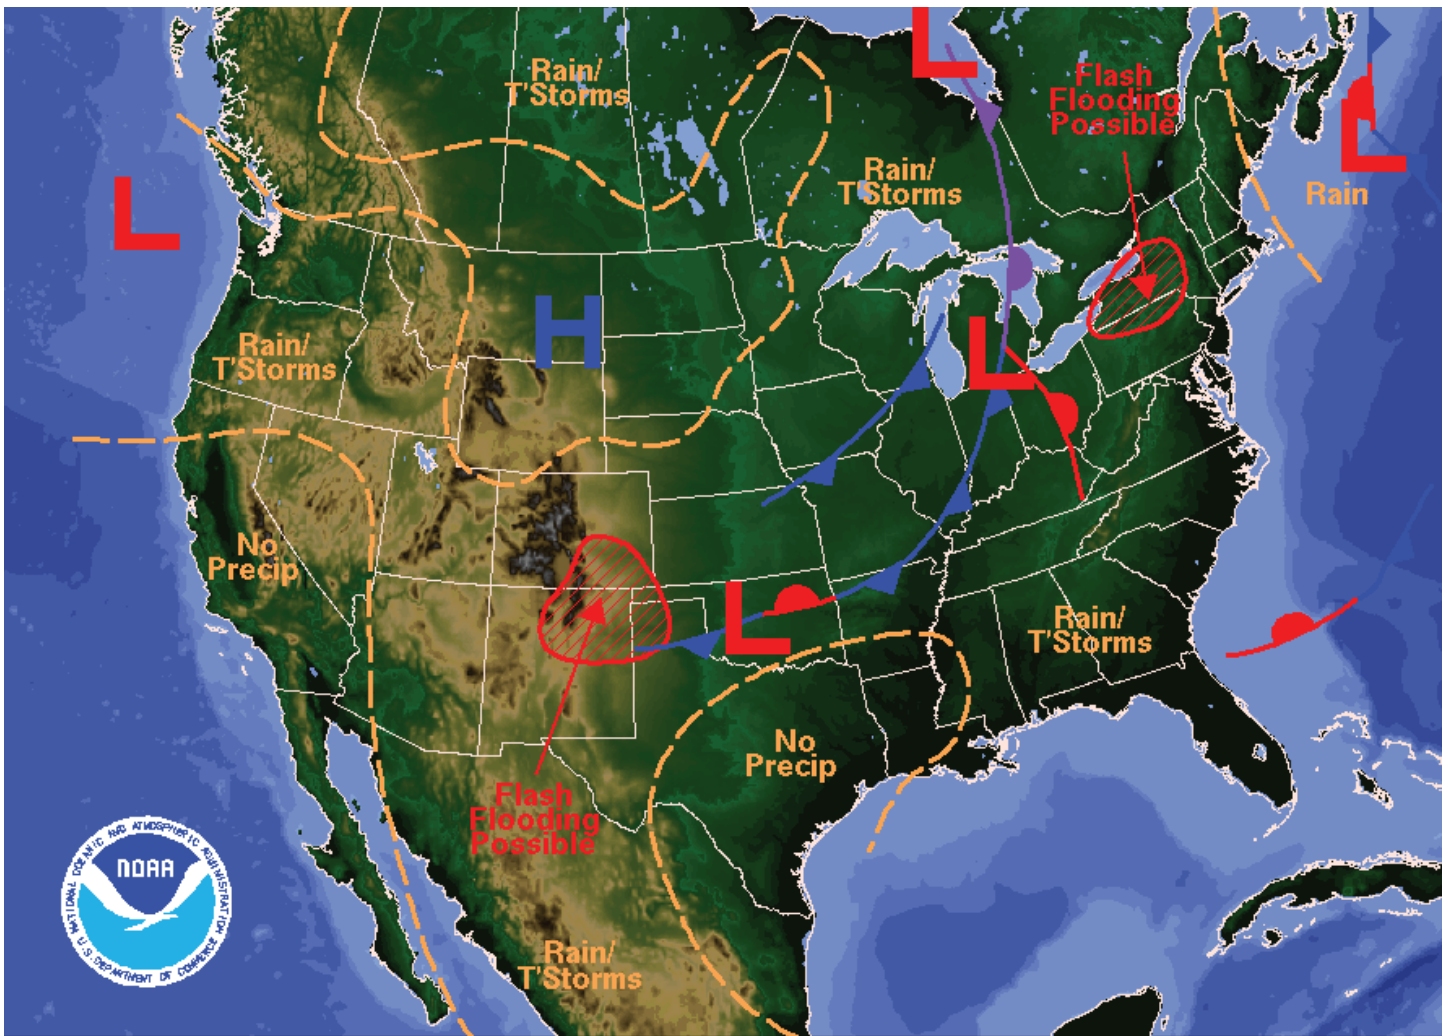 L
Rain/
T'Storms
Flash
Flooding
Possible
L
Rain/
T'Storms
Rain
L
H
Rain/
T'Storms
L
No
Precip
L
Rain/
T'Storms
No
Precip
Flash
Flooding
Possible
Rain/
T'Storms
NATIONAL OCEANIC AND ATMOSPHERIC ADMINISTRATION
NOAA
U.S. DEPARTMENT OF COMMERCE